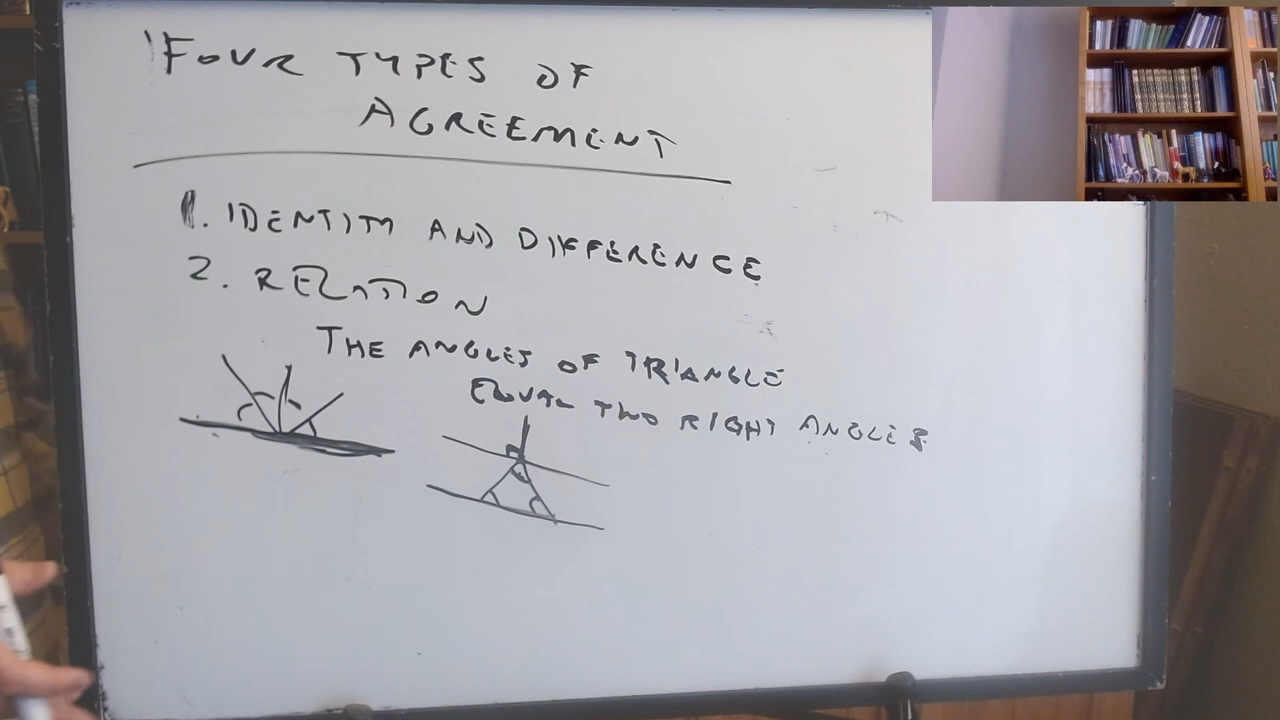 FOUR TYPES OF
AGREEMENT
1. IDENTITY AND DIFFERENCE
2. RELATION
THE ANGLES OF TRIANGLE
EQUAL TWO RIGHT ANGLES